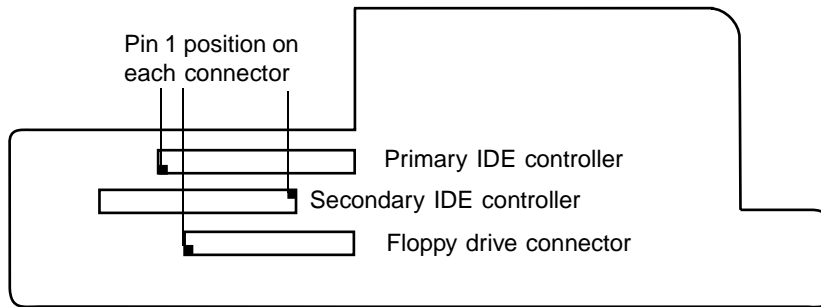 Pin 1 position on
each connector
Primary IDE controller
Secondary IDE controller
Floppy drive connector